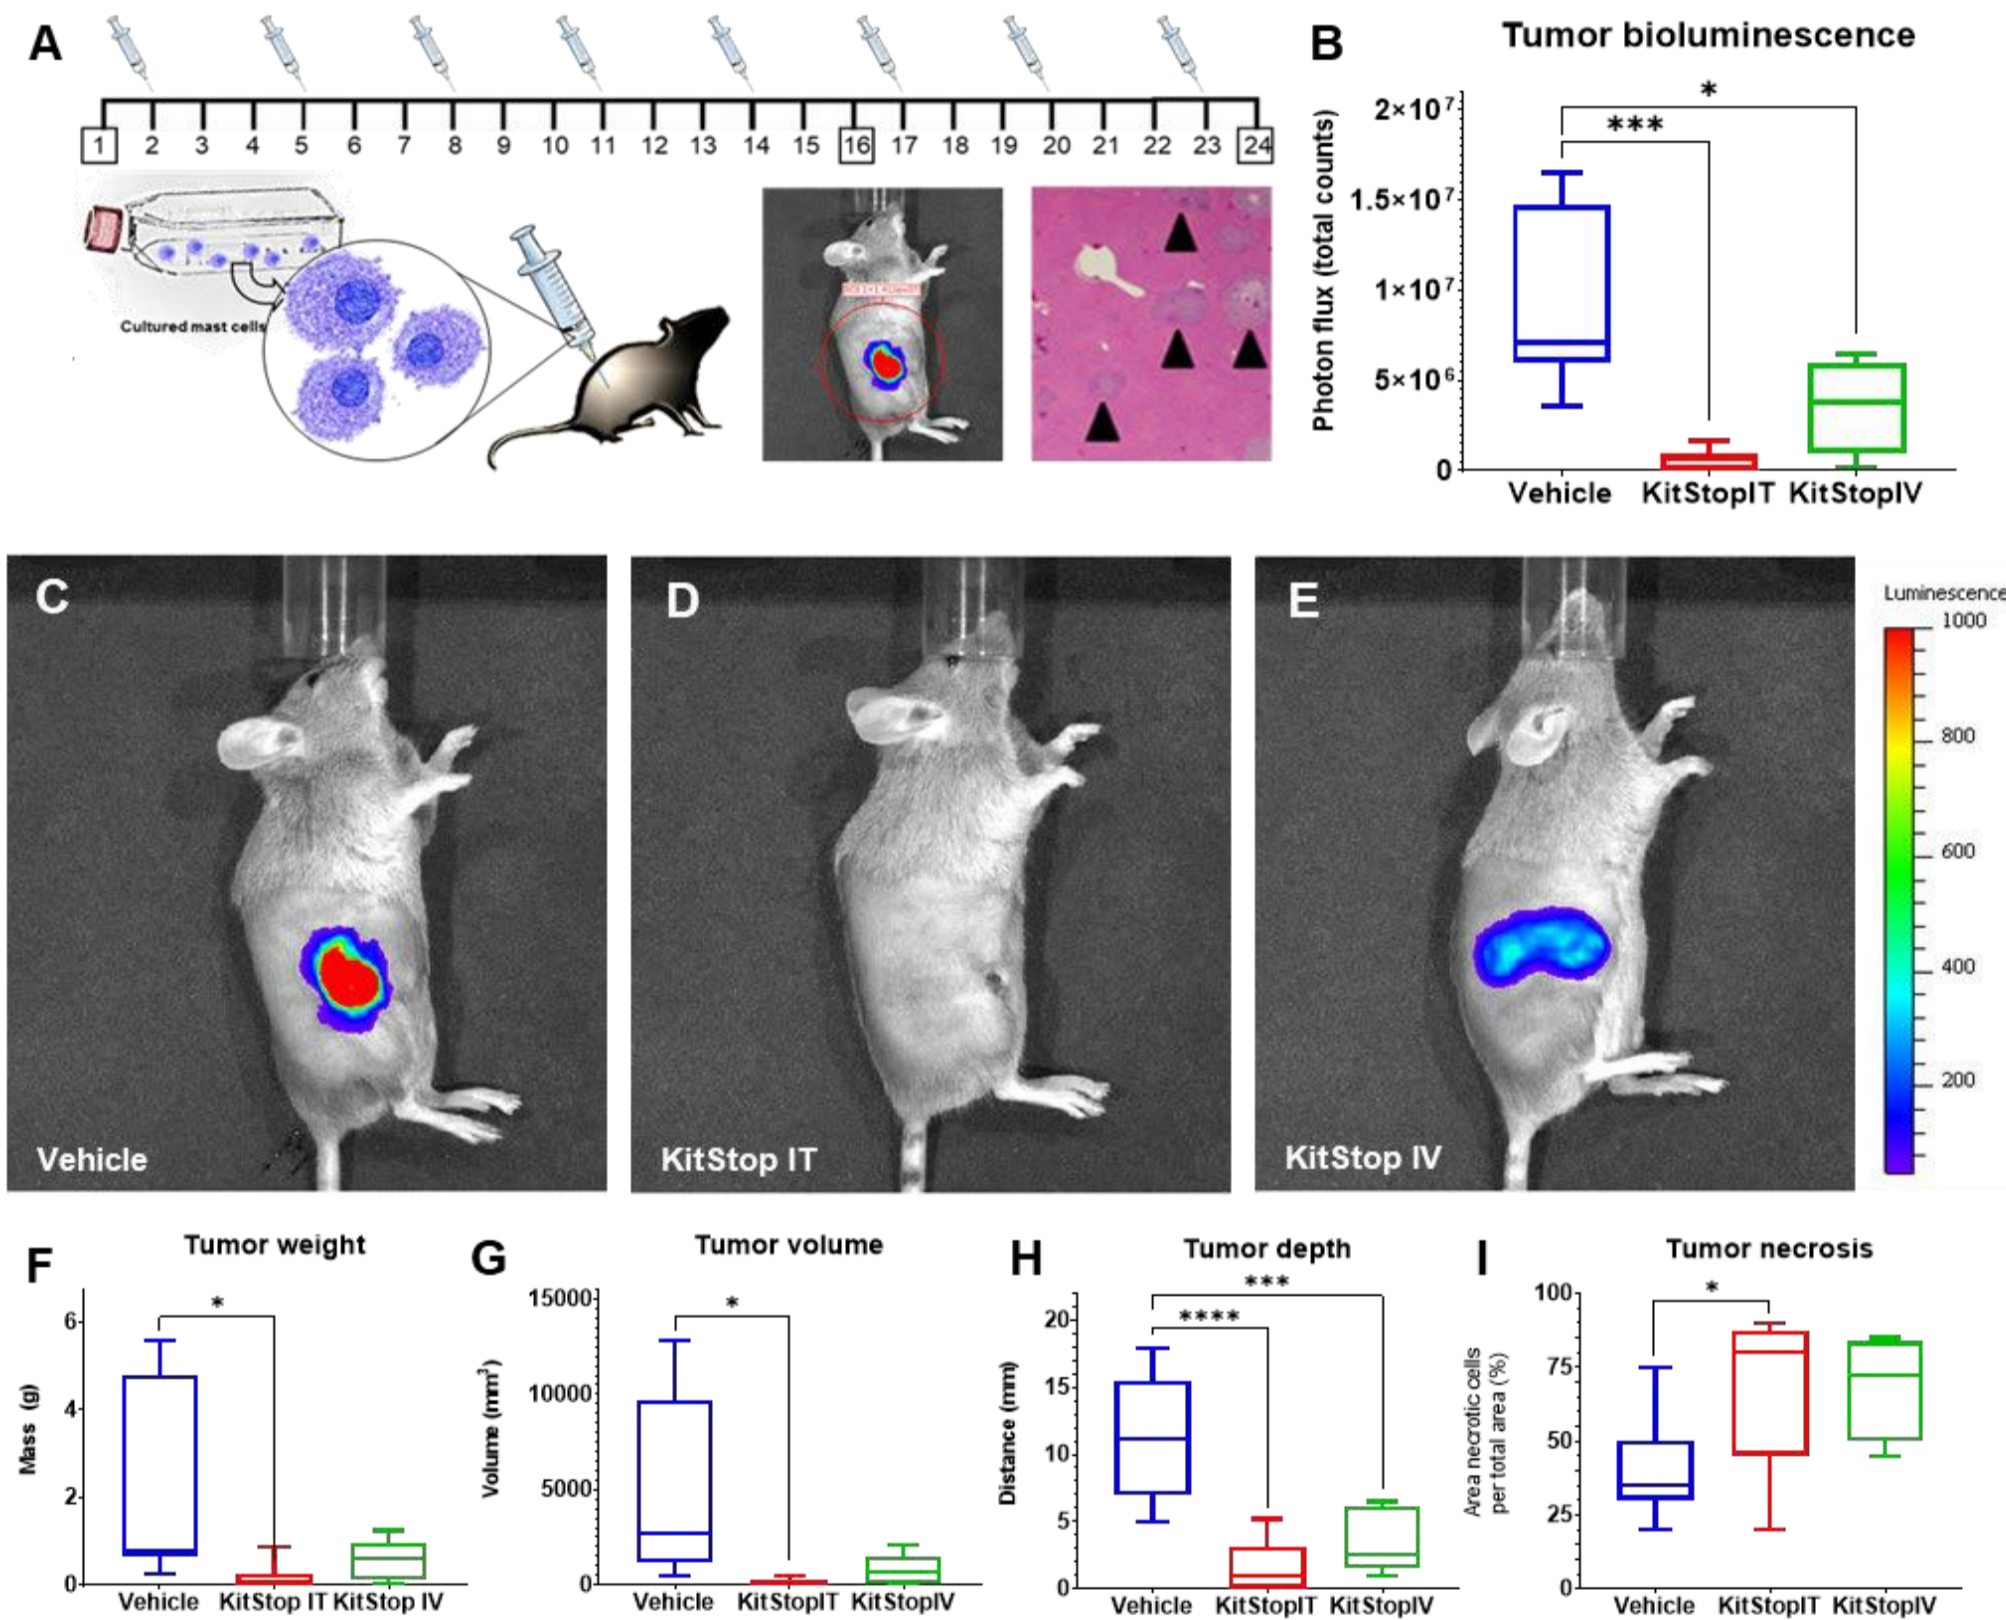 A
1 2 3 4 5 6 7 8 9 10 11 12 13 14 15 16 17 18 19 20 21 22 23 24
Cultured mast cells
B
Tumor bioluminescence
Photon flux (total counts)
2×10⁷
1.5×10⁷
1×10⁷
5×10⁶
0
*
***
Vehicle KitStopIT KitStopIV
C
Vehicle
D
KitStop IT
E
KitStop IV
Luminescence
1000
800
600
400
200
F
Tumor weight
Mass (g)
6
4
2
0
*
Vehicle KitStop IT KitStop IV
G
Tumor volume
Volume (mm³)
15000
10000
5000
0
*
Vehicle KitStopIT KitStopIV
H
Tumor depth
Distance (mm)
20
15
10
5
0
***
****
Vehicle KitStopIT KitStopIV
I
Tumor necrosis
Area necrotic cells
per total area (%)
100
75
50
25
0
*
Vehicle KitStopIT KitStopIV